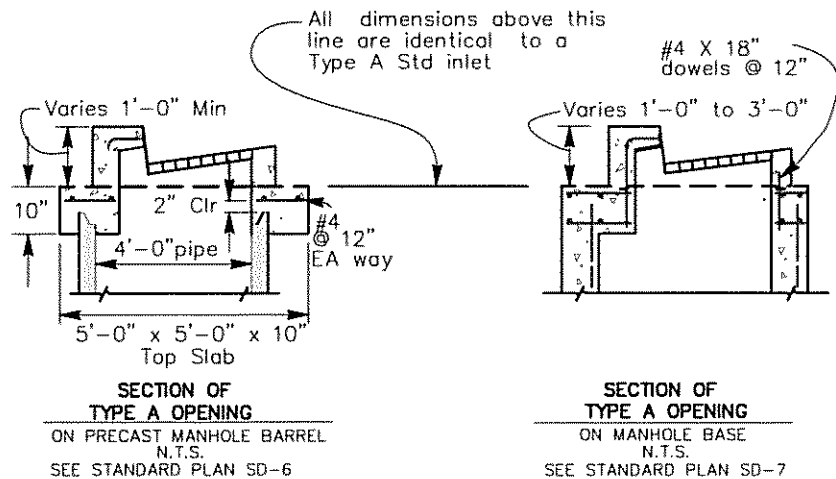 All dimensions above this
line are identical to a
Type A Std inlet
#4 X 18"
dowels @ 12"
Varies 1'-0" Min
Varies 1'-0" to 3'-0"
10"
2" Clr
#4
@ 12"
EA way
4'-0"pipe
5'-0" x 5'-0" x 10"
Top Slab
SECTION OF
TYPE A OPENING
ON PRECAST MANHOLE BARREL
N.T.S.
SEE STANDARD PLAN SD-6
SECTION OF
TYPE A OPENING
ON MANHOLE BASE
N.T.S.
SEE STANDARD PLAN SD-7